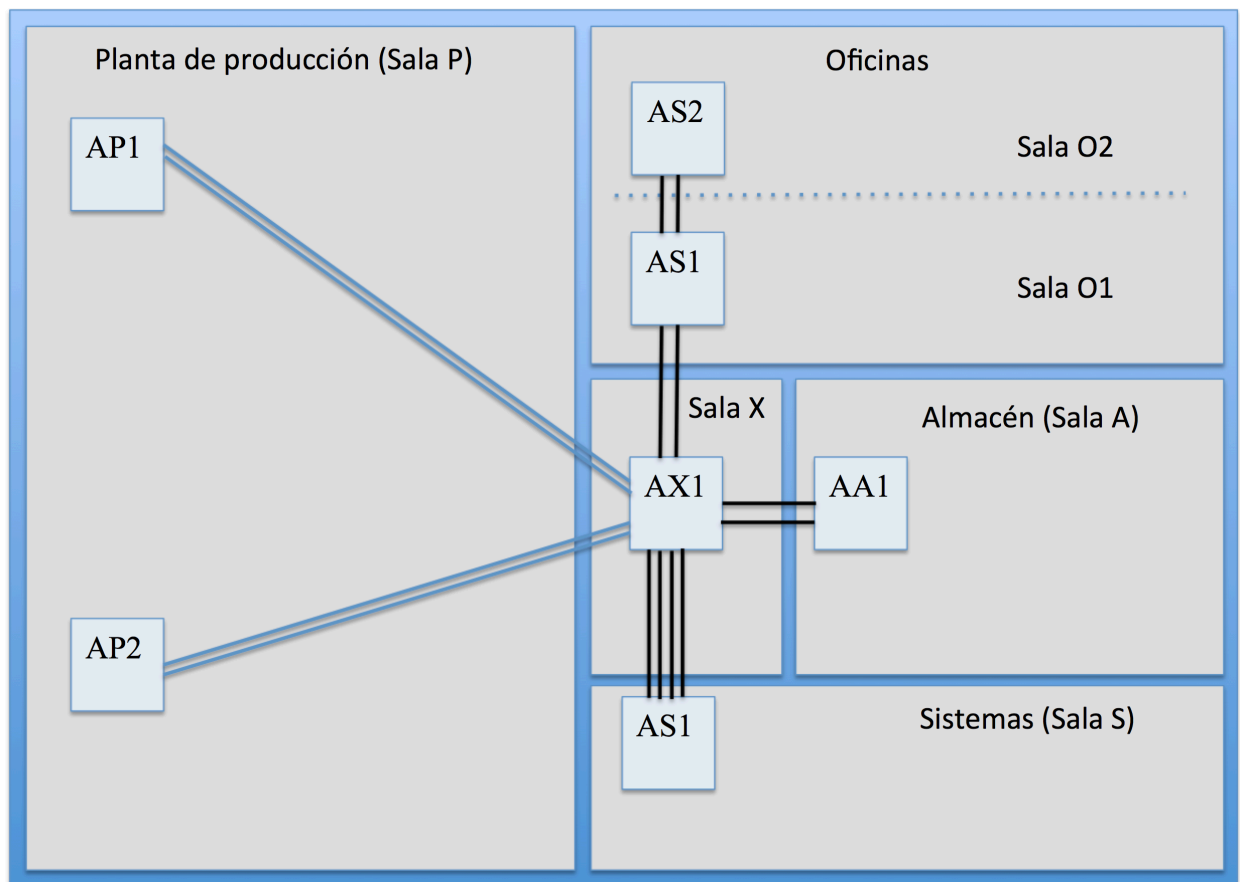 Planta de producción (Sala P)
AP1
AP2
Oficinas
AS2
Sala O2
AS1
Sala O1
Sala X
AX1
Almacén (Sala A)
AA1
AS1
Sistemas (Sala S)